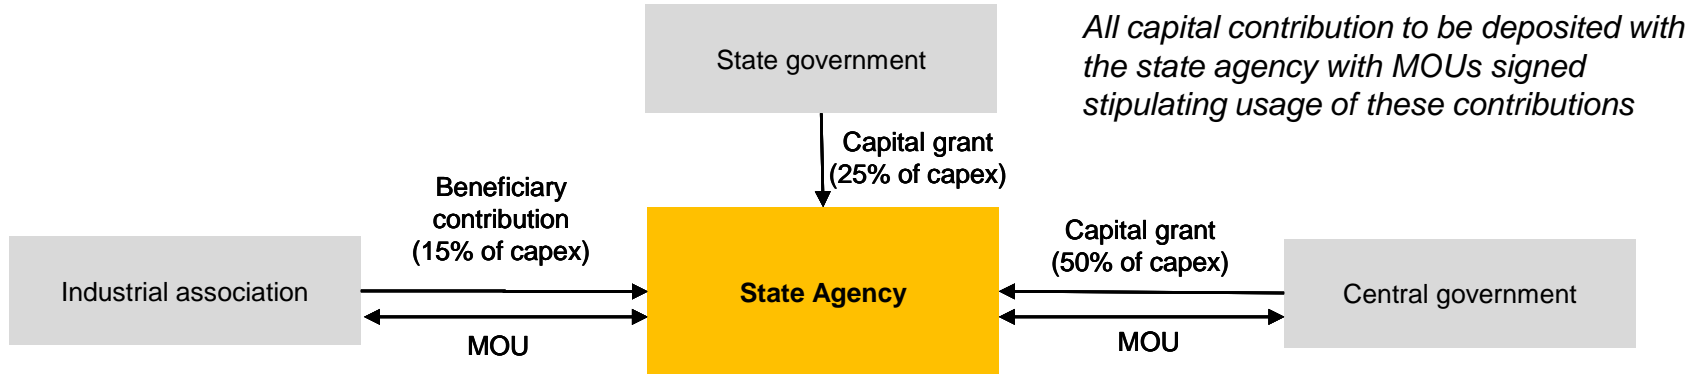 State government
All capital contribution to be deposited with
the state agency with MOUs signed
stipulating usage of these contributions
Capital grant
(25% of capex)
Beneficiary
contribution
(15% of capex)
Capital grant
(50% of capex)
Industrial association
State Agency
Central government
MOU
MOU